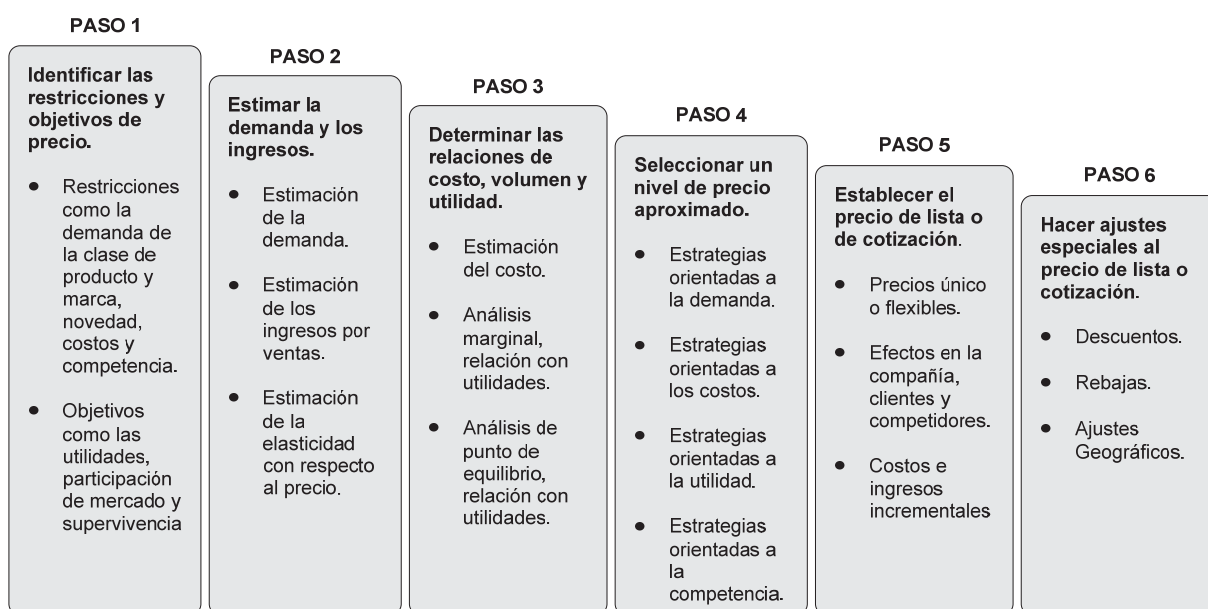 PASO 1
Identificar las
restricciones y
objetivos de
precio.
● Restricciones
como la
demanda de
la clase de
producto y
marca,
novedad,
costos y
competencia.
● Objetivos
como las
utilidades,
participación
de mercado y
supervivencia
PASO 2
Estimar la
demanda y los
ingresos.
● Estimación
de la
demanda.
● Estimación
de los
ingresos por
ventas.
● Estimación
de la
elasticidad
con respecto
al precio.
PASO 3
Determinar las
relaciones de
costo, volumen y
utilidad.
● Estimación
del costo.
● Análisis
marginal,
relación con
utilidades.
● Análisis de
punto de
equilibrio,
relación con
utilidades.
PASO 4
Seleccionar un
nivel de precio
aproximado.
● Estrategias
orientadas a
la demanda.
● Estrategias
orientadas a
los costos.
● Estrategias
orientadas a
la utilidad.
● Estrategias
orientadas a
la
competencia.
PASO 5
Establecer el
precio de lista o
de cotización.
● Precios único
o flexibles.
● Efectos en la
compañía,
clientes y
competidores.
● Costos e
ingresos
incrementales
PASO 6
Hacer ajustes
especiales al
precio de lista o
cotización.
● Descuentos.
● Rebajas.
● Ajustes
Geográficos.